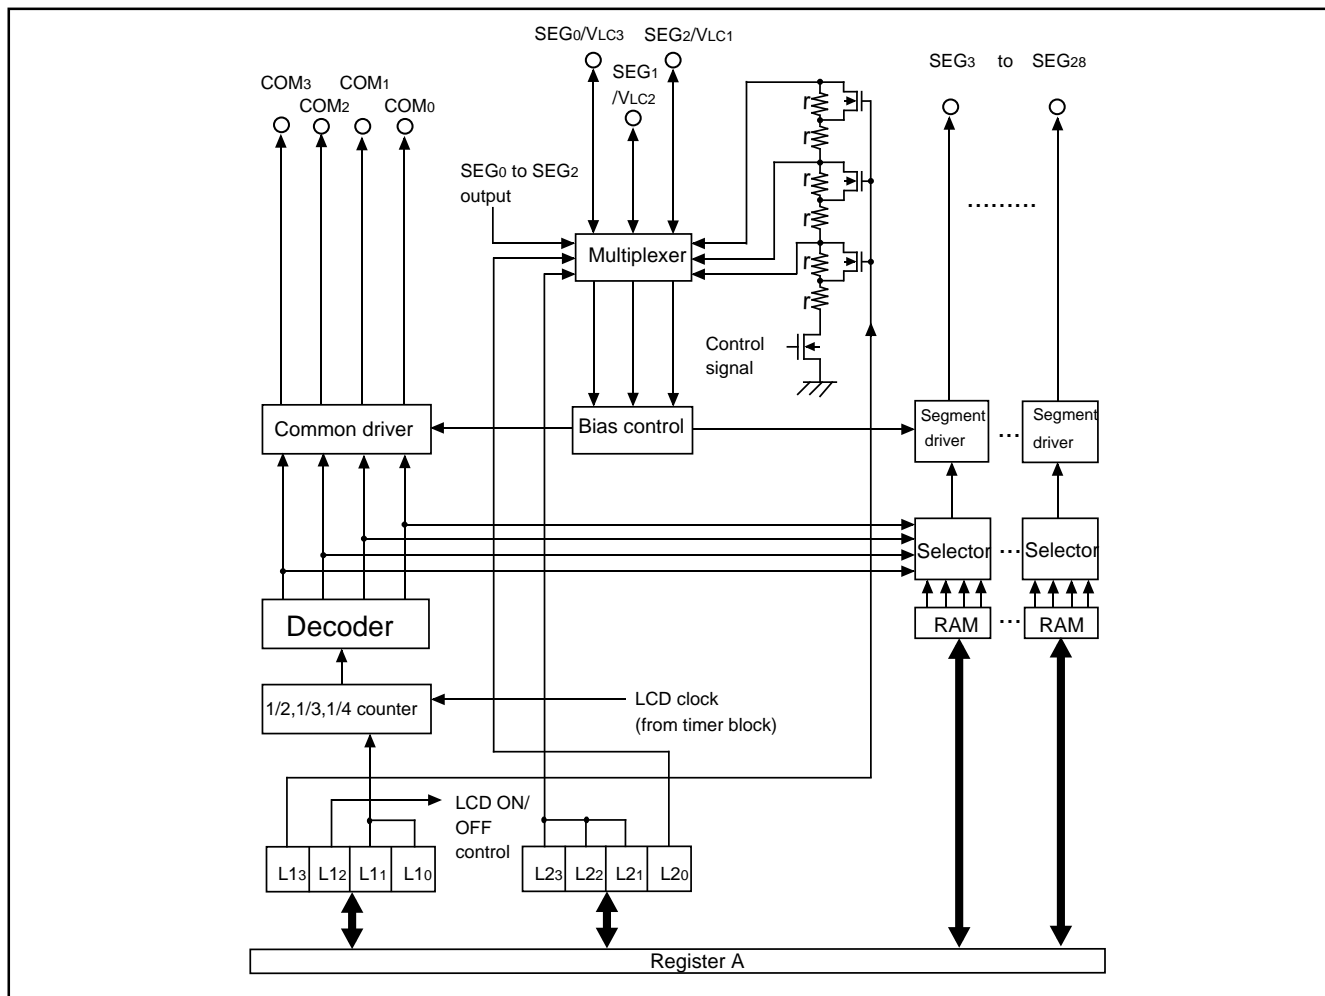 SEG0/VLC3
SEG2/VLC1
SEG1
/VLC2
SEG3 to SEG28
COM3
COM2
COM1
COM0
r
r
r
r
r
r
SEG0 to SEG2
output
.........
Multiplexer
Control
signal
Common driver
Bias control
Segment
driver
...
Segment
driver
Selector
...
Selector
Decoder
RAM
...
RAM
1/2,1/3,1/4 counter
LCD clock
(from timer block)
LCD ON/
OFF
control
L13
L12
L11
L10
L23
L22
L21
L20
Register A